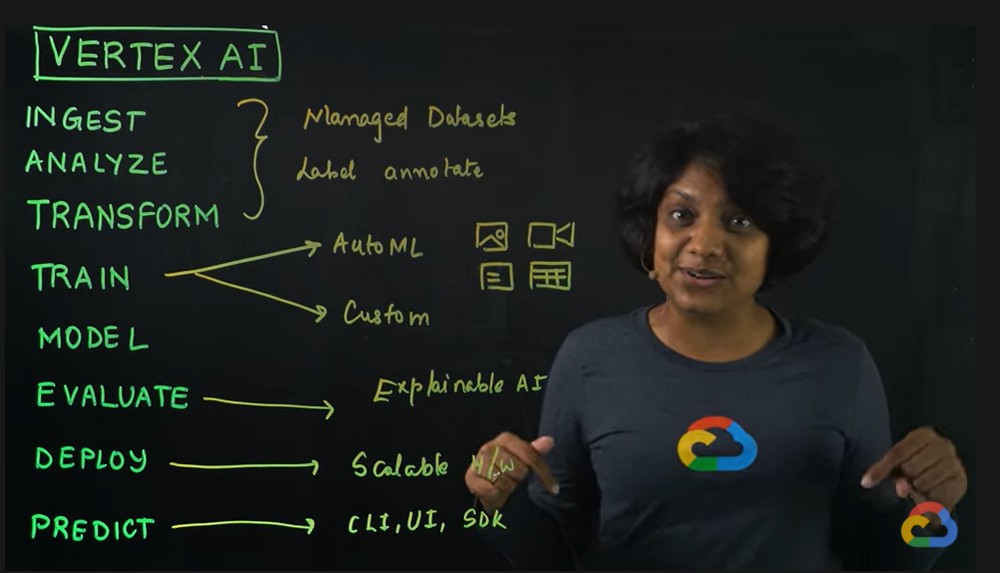 VERTEX AI
INGEST
ANALYZE
TRANSFORM
Managed Datasets
Label annotate
TRAIN
AutoML
Custom
MODEL
EVALUATE
Explainable AI
DEPLOY
Scalable H/W
PREDICT
CLI, UI, SDK